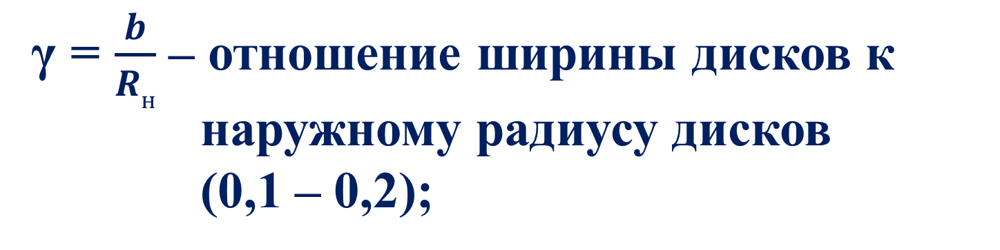 γ = b/Rн – отношение ширины дисков к
наружному радиусу дисков
(0,1 – 0,2);